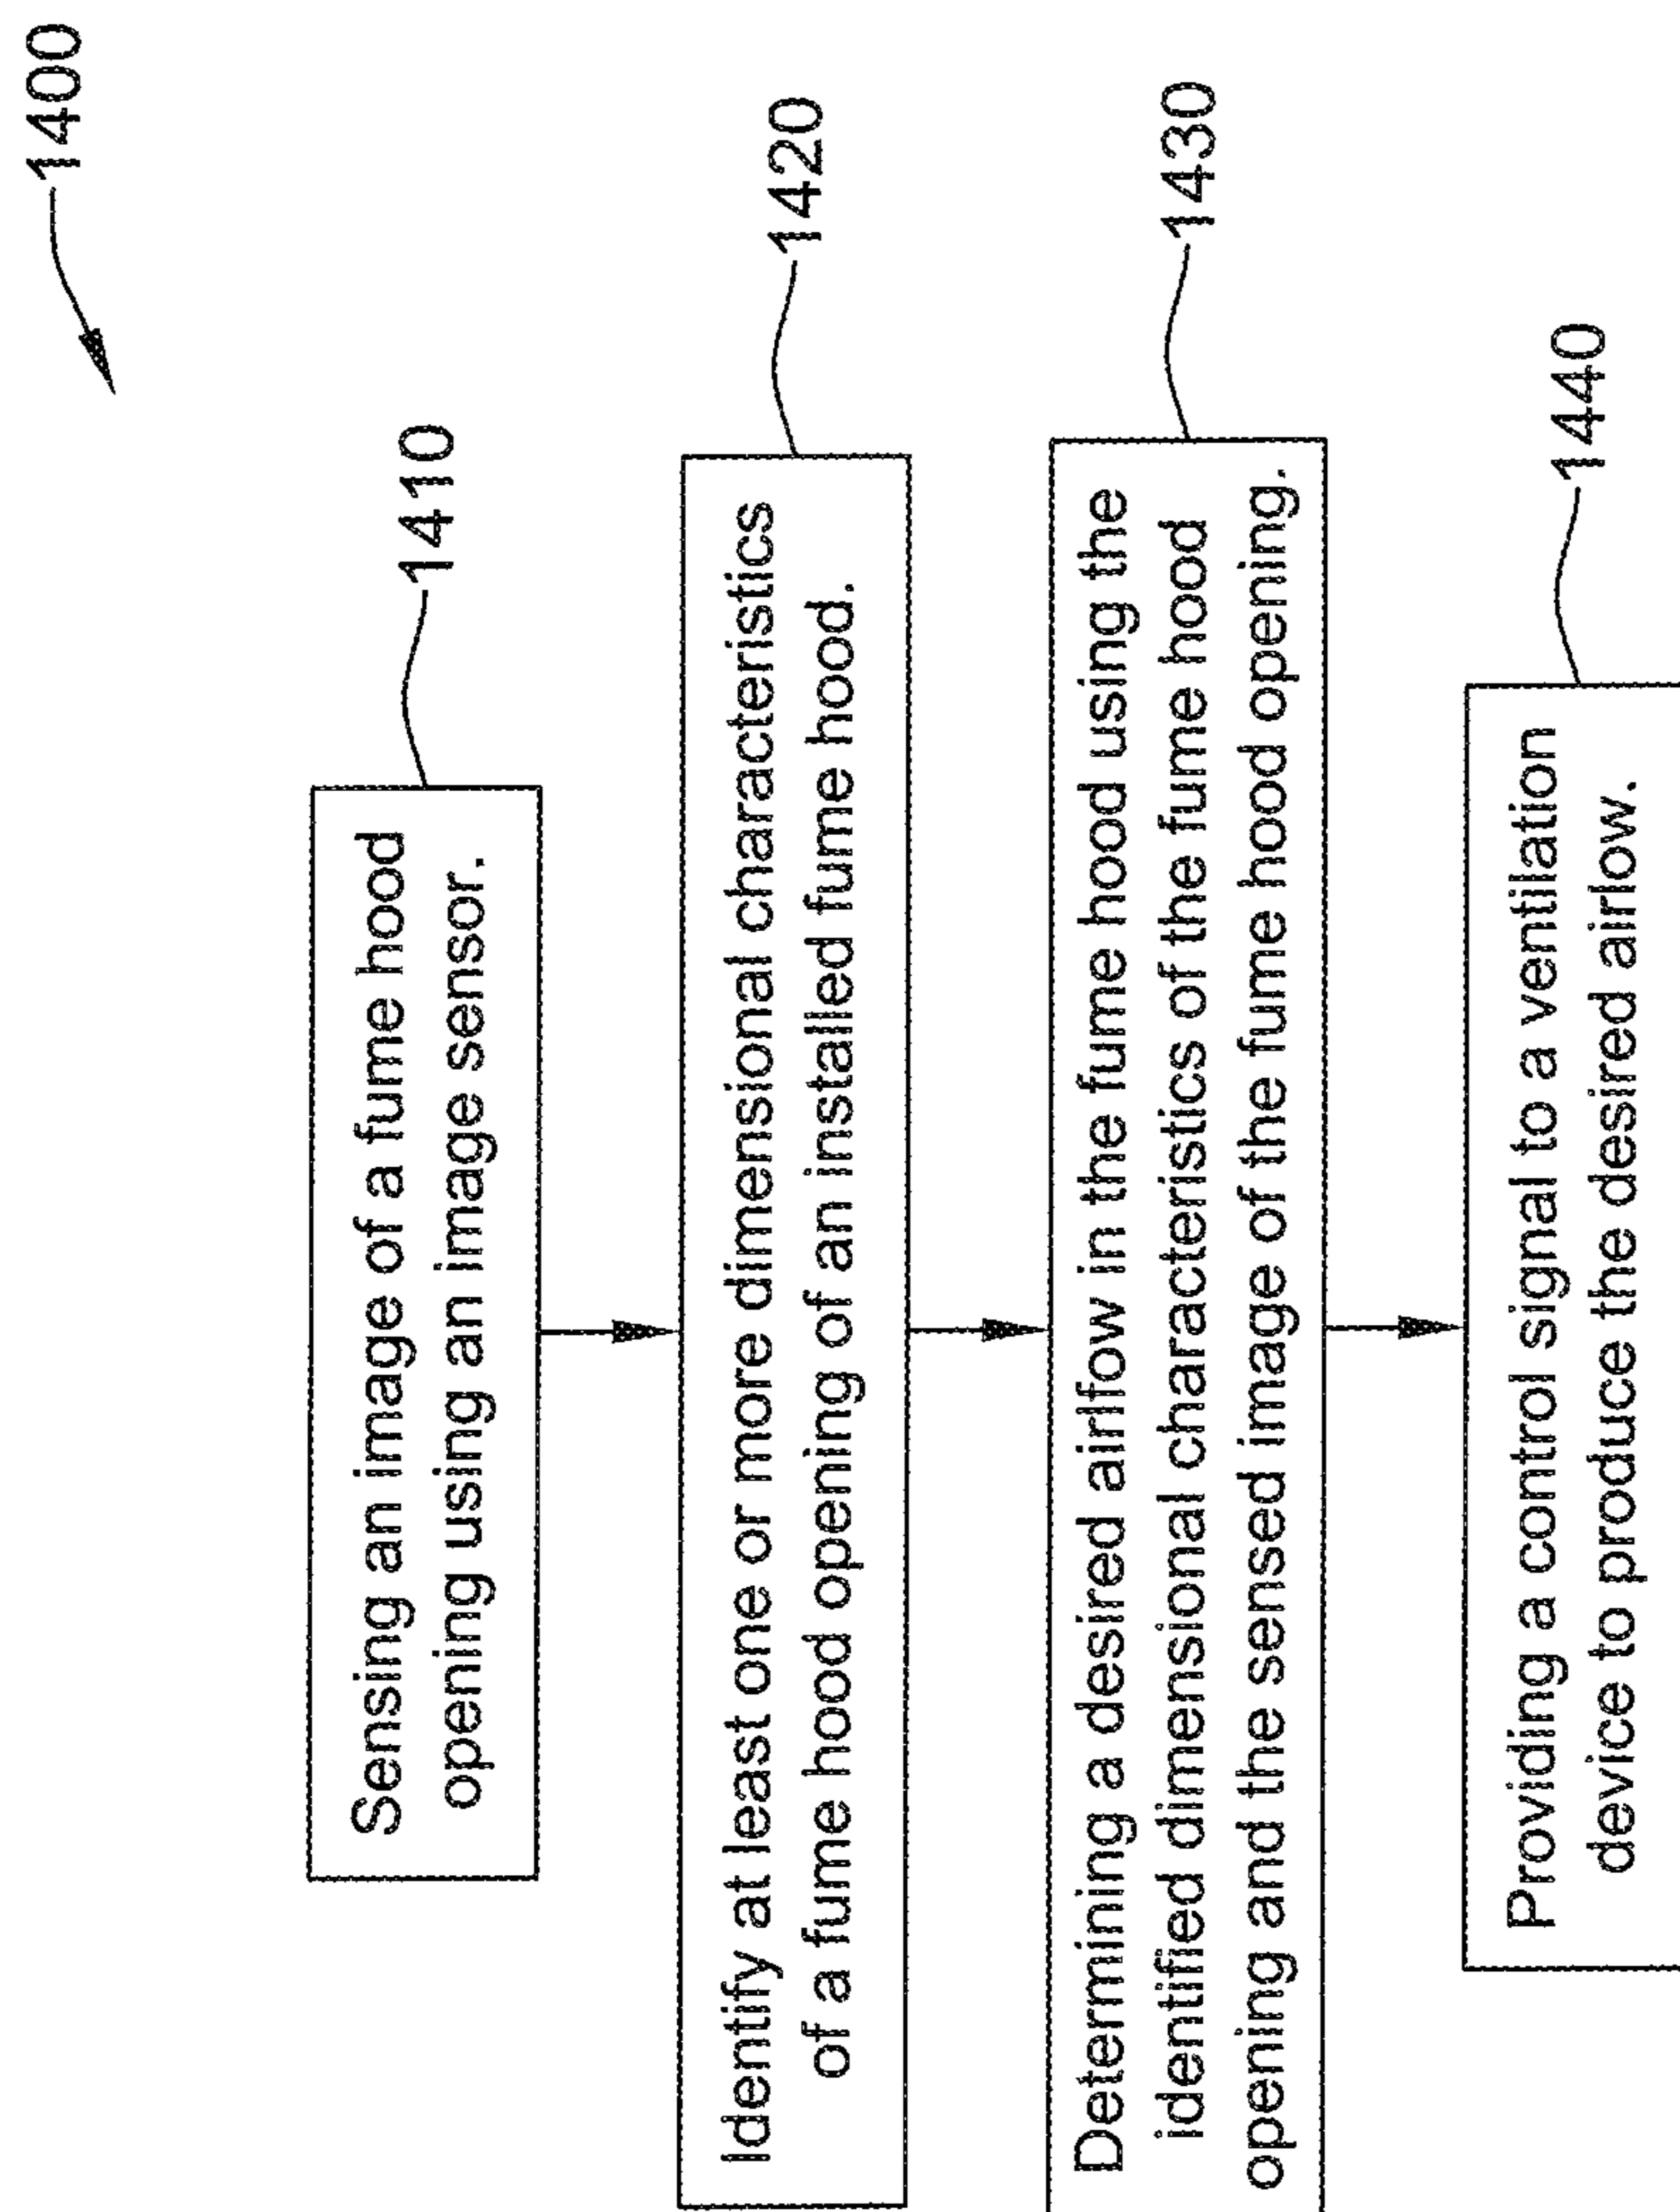 1400
Sensing an image of a fume hood
opening using an image sensor.
1410
Identify at least one or more dimensional characteristics
of a fume hood opening of an installed fume hood.
1420
Determining a desired airlfow in the fume hood using the
identified dimensional characteristics of the fume hood
opening and the sensed image of the fume hood opening.
1430
Providing a control signal to a ventilation
device to produce the desired airlow.
1440